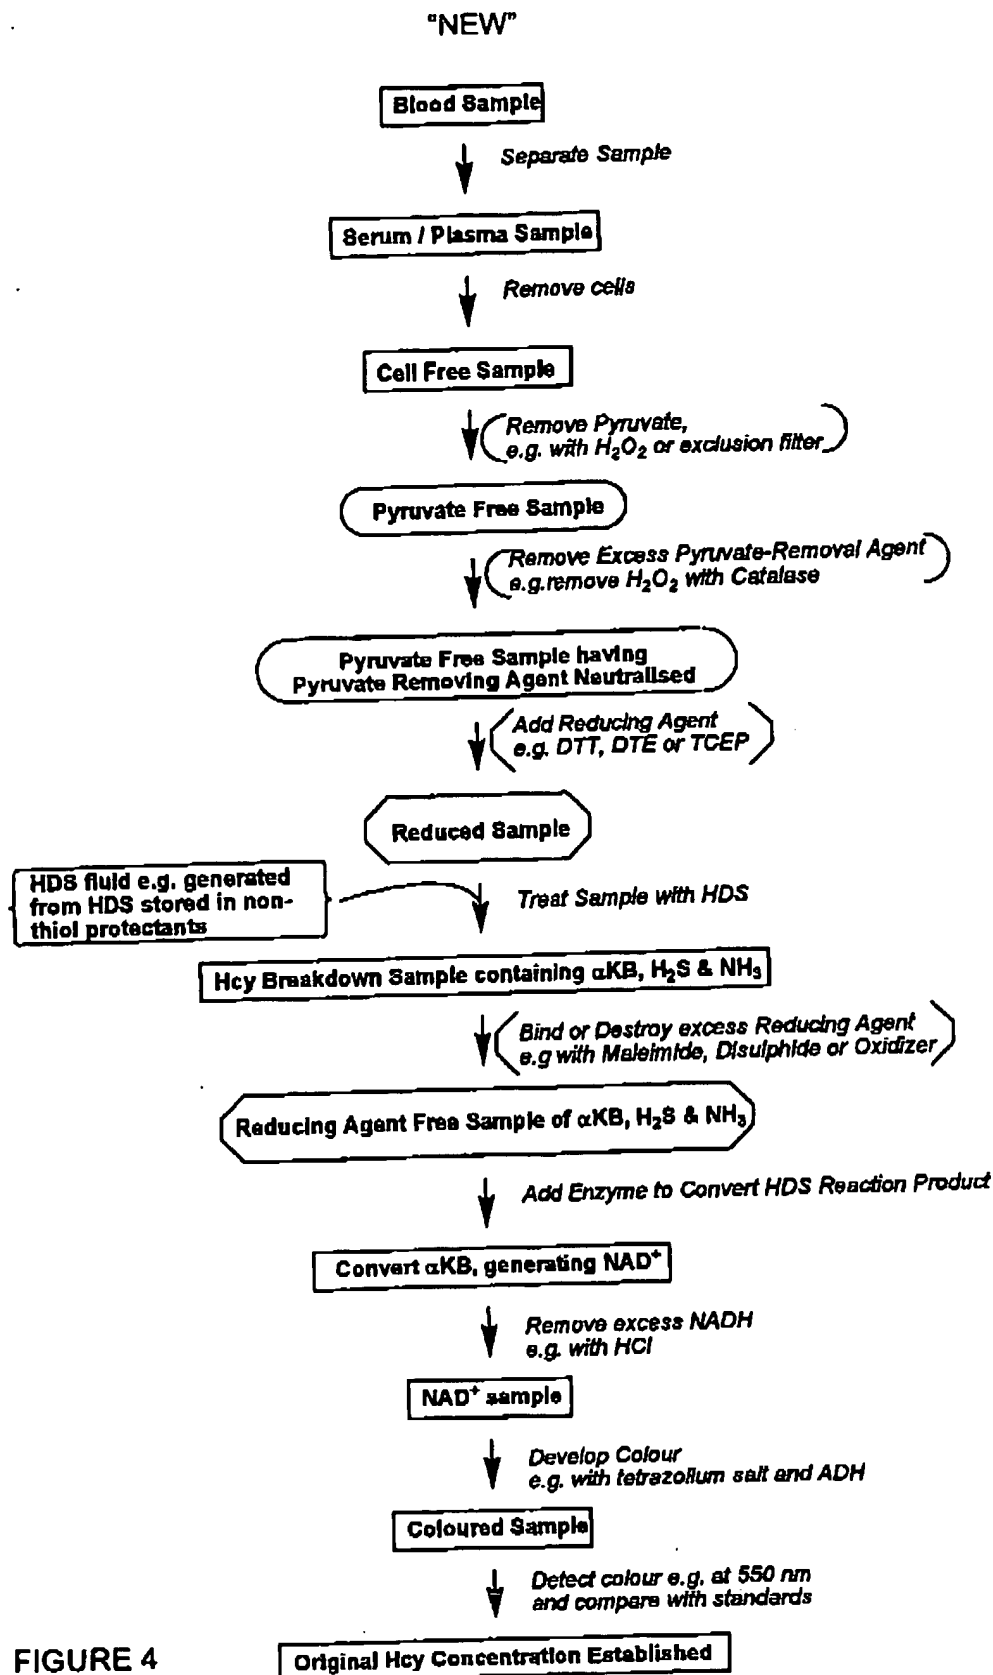 "NEW"
Blood Sample
Separate Sample
Serum / Plasma Sample
Remove cells
Cell Free Sample
Remove Pyruvate,
e.g. with H₂O₂ or exclusion filter
Pyruvate Free Sample
Remove Excess Pyruvate-Removal Agent
e.g.remove H₂O₂ with Catalase
Pyruvate Free Sample having
Pyruvate Removing Agent Neutralised
Add Reducing Agent
e.g. DTT, DTE or TCEP
Reduced Sample
HDS fluid e.g. generated
from HDS stored in non-
thiol protectants
Treat Sample with HDS
Hcy Breakdown Sample containing αKB, H₂S & NH₃
Bind or Destroy excess Reducing Agent
e.g with Maleimide, Disulphide or Oxidizer
Reducing Agent Free Sample of αKB, H₂S & NH₃
Add Enzyme to Convert HDS Reaction Product
Convert αKB, generating NAD⁺
Remove excess NADH
e.g. with HCl
NAD⁺ sample
Develop Colour
e.g. with tetrazolium salt and ADH
Coloured Sample
Detect colour e.g. at 550 nm
and compare with standards
Original Hcy Concentration Established
FIGURE 4